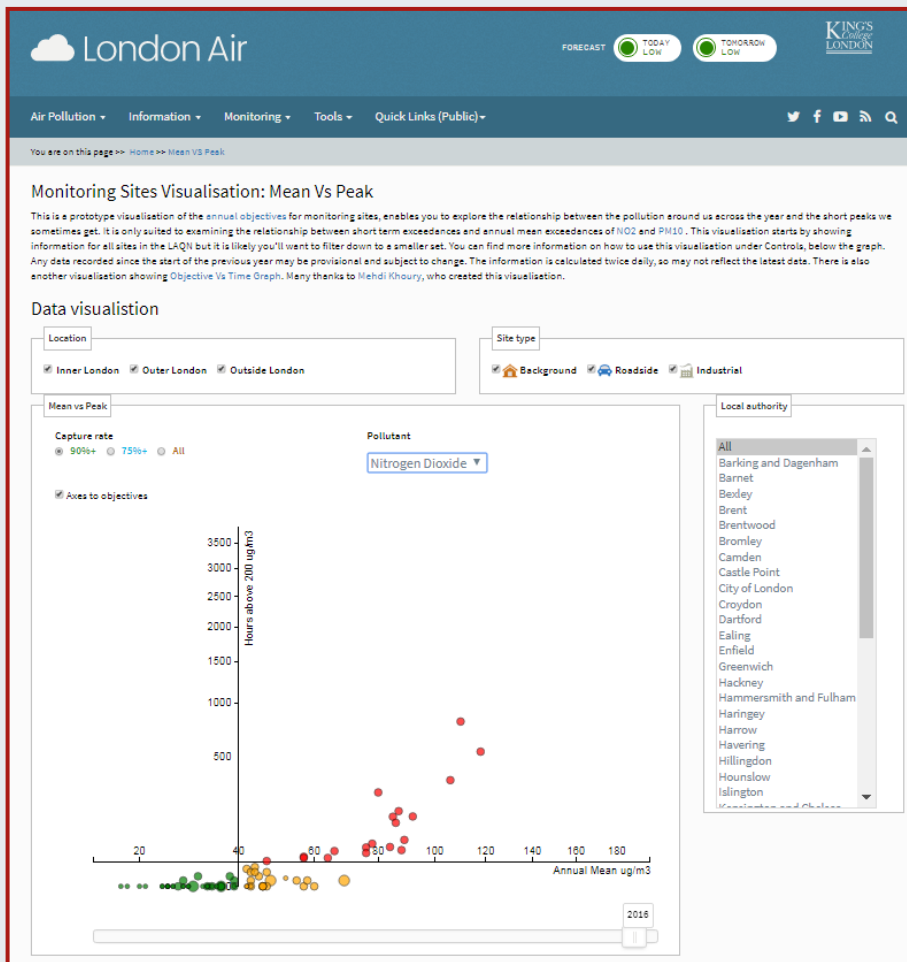 London Air
FORECAST
TODAY
LOW
TOMORROW
LOW
KING'S
College
LONDON
Air Pollution
Information
Monitoring
Tools
Quick Links (Public)
You are on this page >> Home >> Mean VS Peak
Monitoring Sites Visualisation: Mean Vs Peak
This is a prototype visualisation of the annual objectives for monitoring sites, enables you to explore the relationship between the pollution around us across the year and the short peaks we
sometimes get. It is only suited to examining the relationship between short term exceedances and annual mean exceedances of NO2 and PM10 . This visualisation starts by showing
information for all sites in the LAQN but it is likely you'll want to filter down to a smaller set. You can find more information on how to use this visualisation under Controls, below the graph.
Any data recorded since the start of the previous year may be provisional and subject to change. The information is calculated twice daily, so may not reflect the latest data. There is also
another visualisation showing Objective Vs Time Graph. Many thanks to Mehdi Khoury, who created this visualisation.
Data visualistion
Location
Inner London
Outer London
Outside London
Site type
Background
Roadside
Industrial
Mean vs Peak
Capture rate
90%+
75%+
All
Pollutant
Nitrogen Dioxide
Axes to objectives
Hours above 200 ug/m3
3500
3000
2500
2000
1500
1000
500
20
40
60
80
100
120
140
160
180
Annual Mean ug/m3
2016
Local authority
All
Barking and Dagenham
Barnet
Bexley
Brent
Brentwood
Bromley
Camden
Castle Point
City of London
Croydon
Dartford
Ealing
Enfield
Greenwich
Hackney
Hammersmith and Fulham
Haringey
Harrow
Havering
Hillingdon
Hounslow
Islington
Kensington and Chelsea